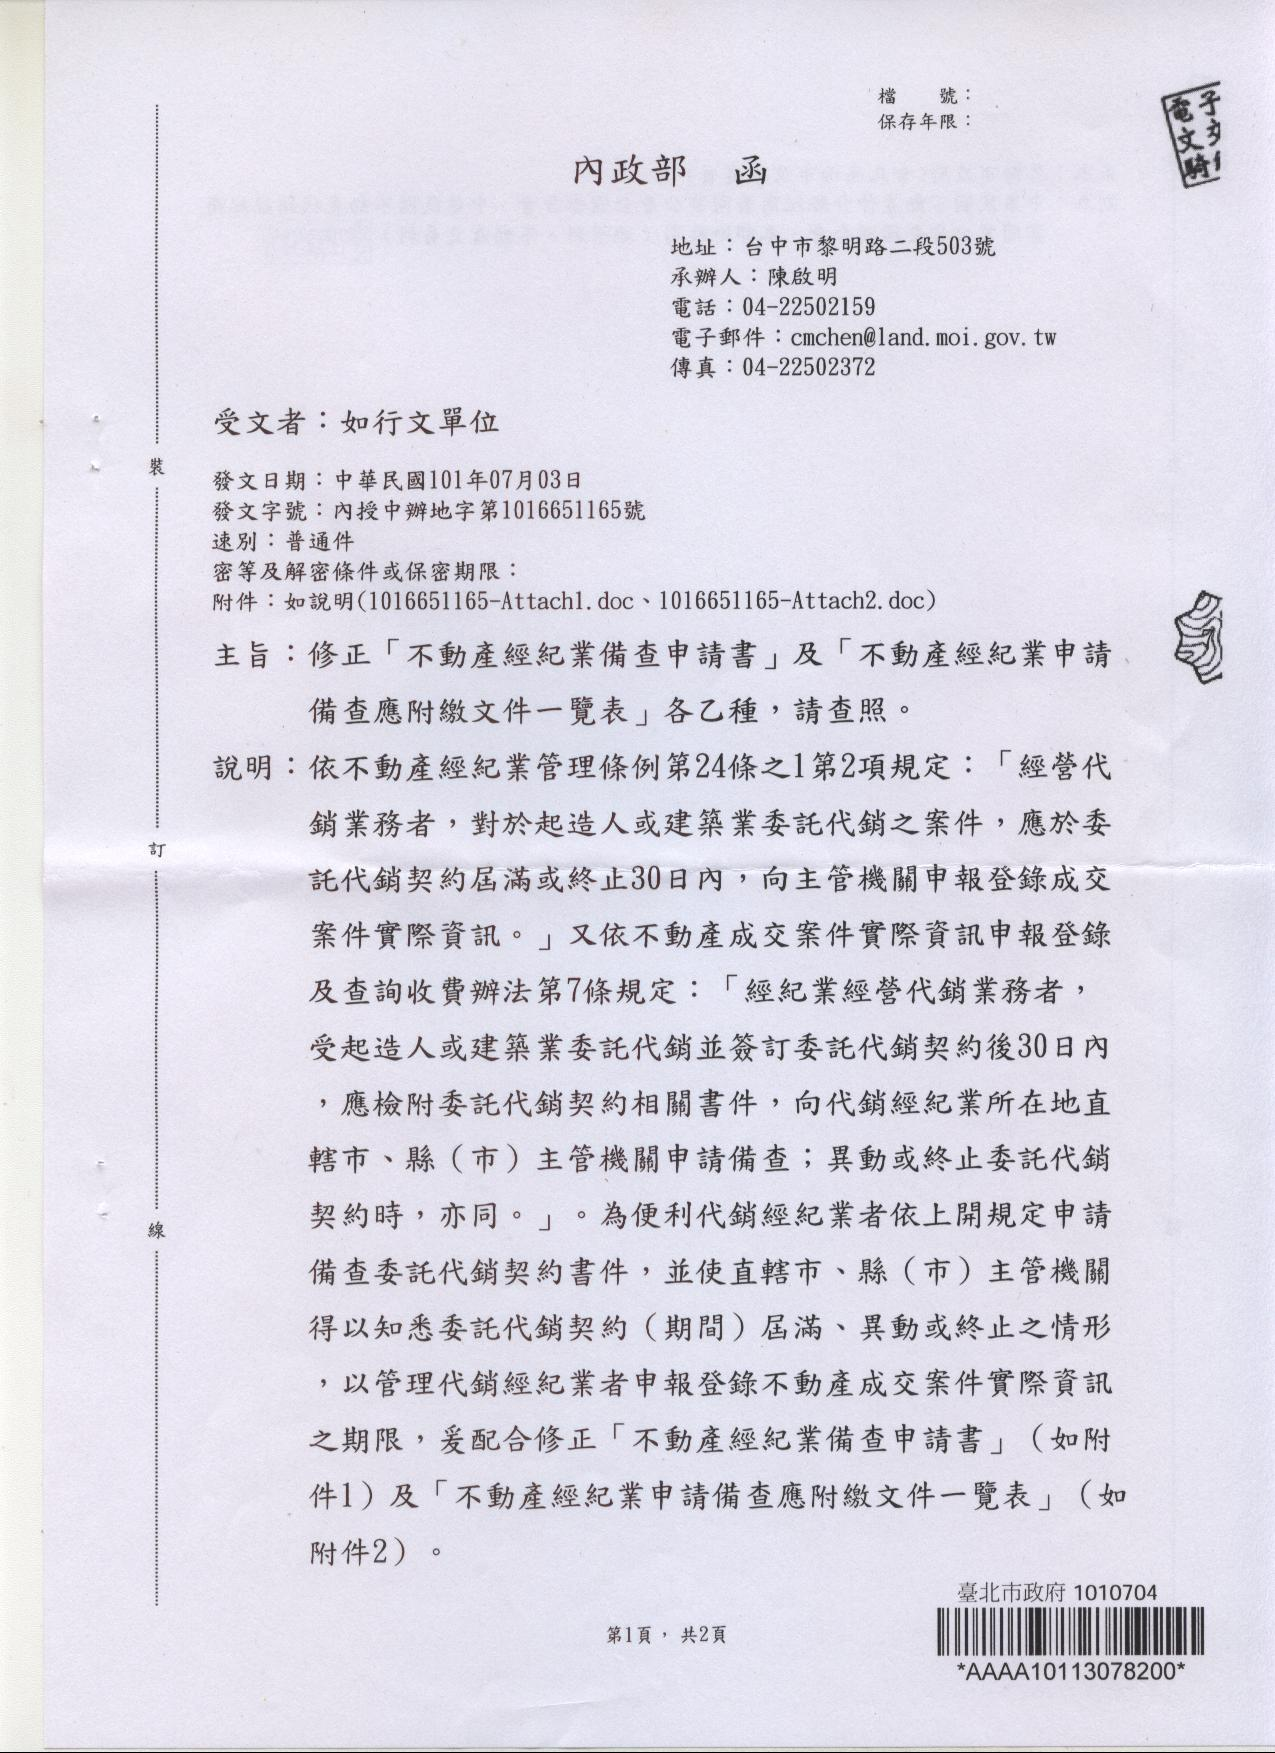 檔　　號：
保存年限：
電子
文
騎
內政部　函
地址：台中市黎明路二段503號
承辦人：陳啟明
電話：04-22502159
電子郵件：cmchen@land.moi.gov.tw
傳真：04-22502372
受文者：如行文單位
發文日期：中華民國101年07月03日
發文字號：內授中辦地字第1016651165號
速別：普通件
密等及解密條件或保密期限：
附件：如說明(1016651165-Attach1.doc、1016651165-Attach2.doc)
主旨：修正「不動產經紀業備查申請書」及「不動產經紀業申請
備查應附繳文件一覽表」各乙種，請查照。
說明：依不動產經紀業管理條例第24條之1第2項規定：「經營代
銷業務者，對於起造人或建築業委託代銷之案件，應於委
託代銷契約屆滿或終止30日內，向主管機關申報登錄成交
案件實際資訊。」又依不動產成交案件實際資訊申報登錄
及查詢收費辦法第7條規定：「經紀業經營代銷業務者，
受起造人或建築業委託代銷並簽訂委託代銷契約後30日內
，應檢附委託代銷契約相關書件，向代銷經紀業所在地直
轄市、縣（市）主管機關申請備查；異動或終止委託代銷
契約時，亦同。」。為便利代銷經紀業者依上開規定申請
備查委託代銷契約書件，並使直轄市、縣（市）主管機關
得以知悉委託代銷契約（期間）屆滿、異動或終止之情形
，以管理代銷經紀業者申報登錄不動產成交案件實際資訊
之期限，爰配合修正「不動產經紀業備查申請書」（如附
件1）及「不動產經紀業申請備查應附繳文件一覽表」（如
附件2）。
裝
訂
線
臺北市政府 1010704
*AAAA10113078200*
第1頁， 共2頁